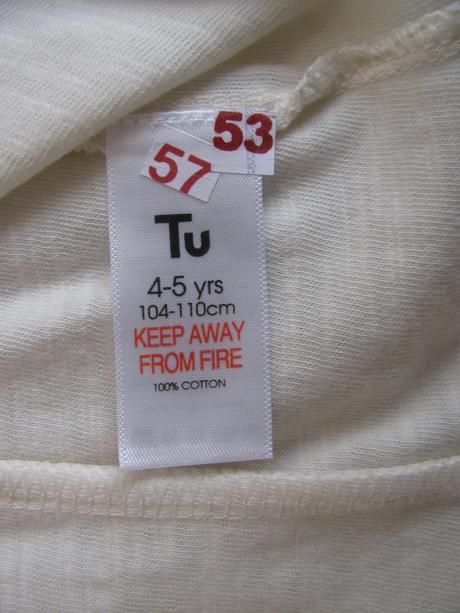 53
57
Tu
4-5 yrs
104-110cm
KEEP AWAY
FROM FIRE
100% COTTON